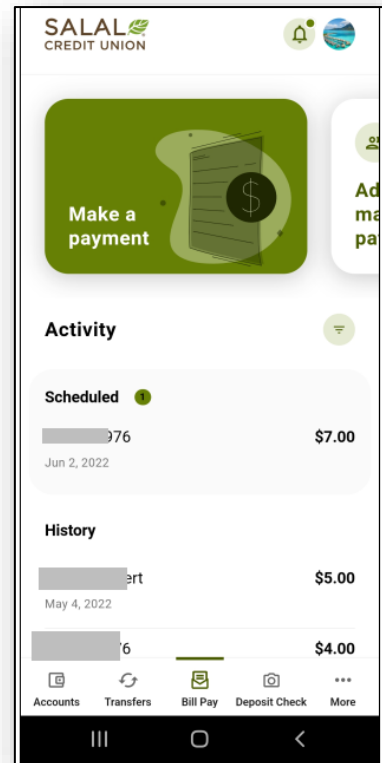 SALAL
CREDIT UNION
Make a
payment
$
Ad
ma
pa
Activity
Scheduled 1
976 $7.00
Jun 2, 2022
History
ert $5.00
May 4, 2022
6 $4.00
Accounts Transfers Bill Pay Deposit Check More